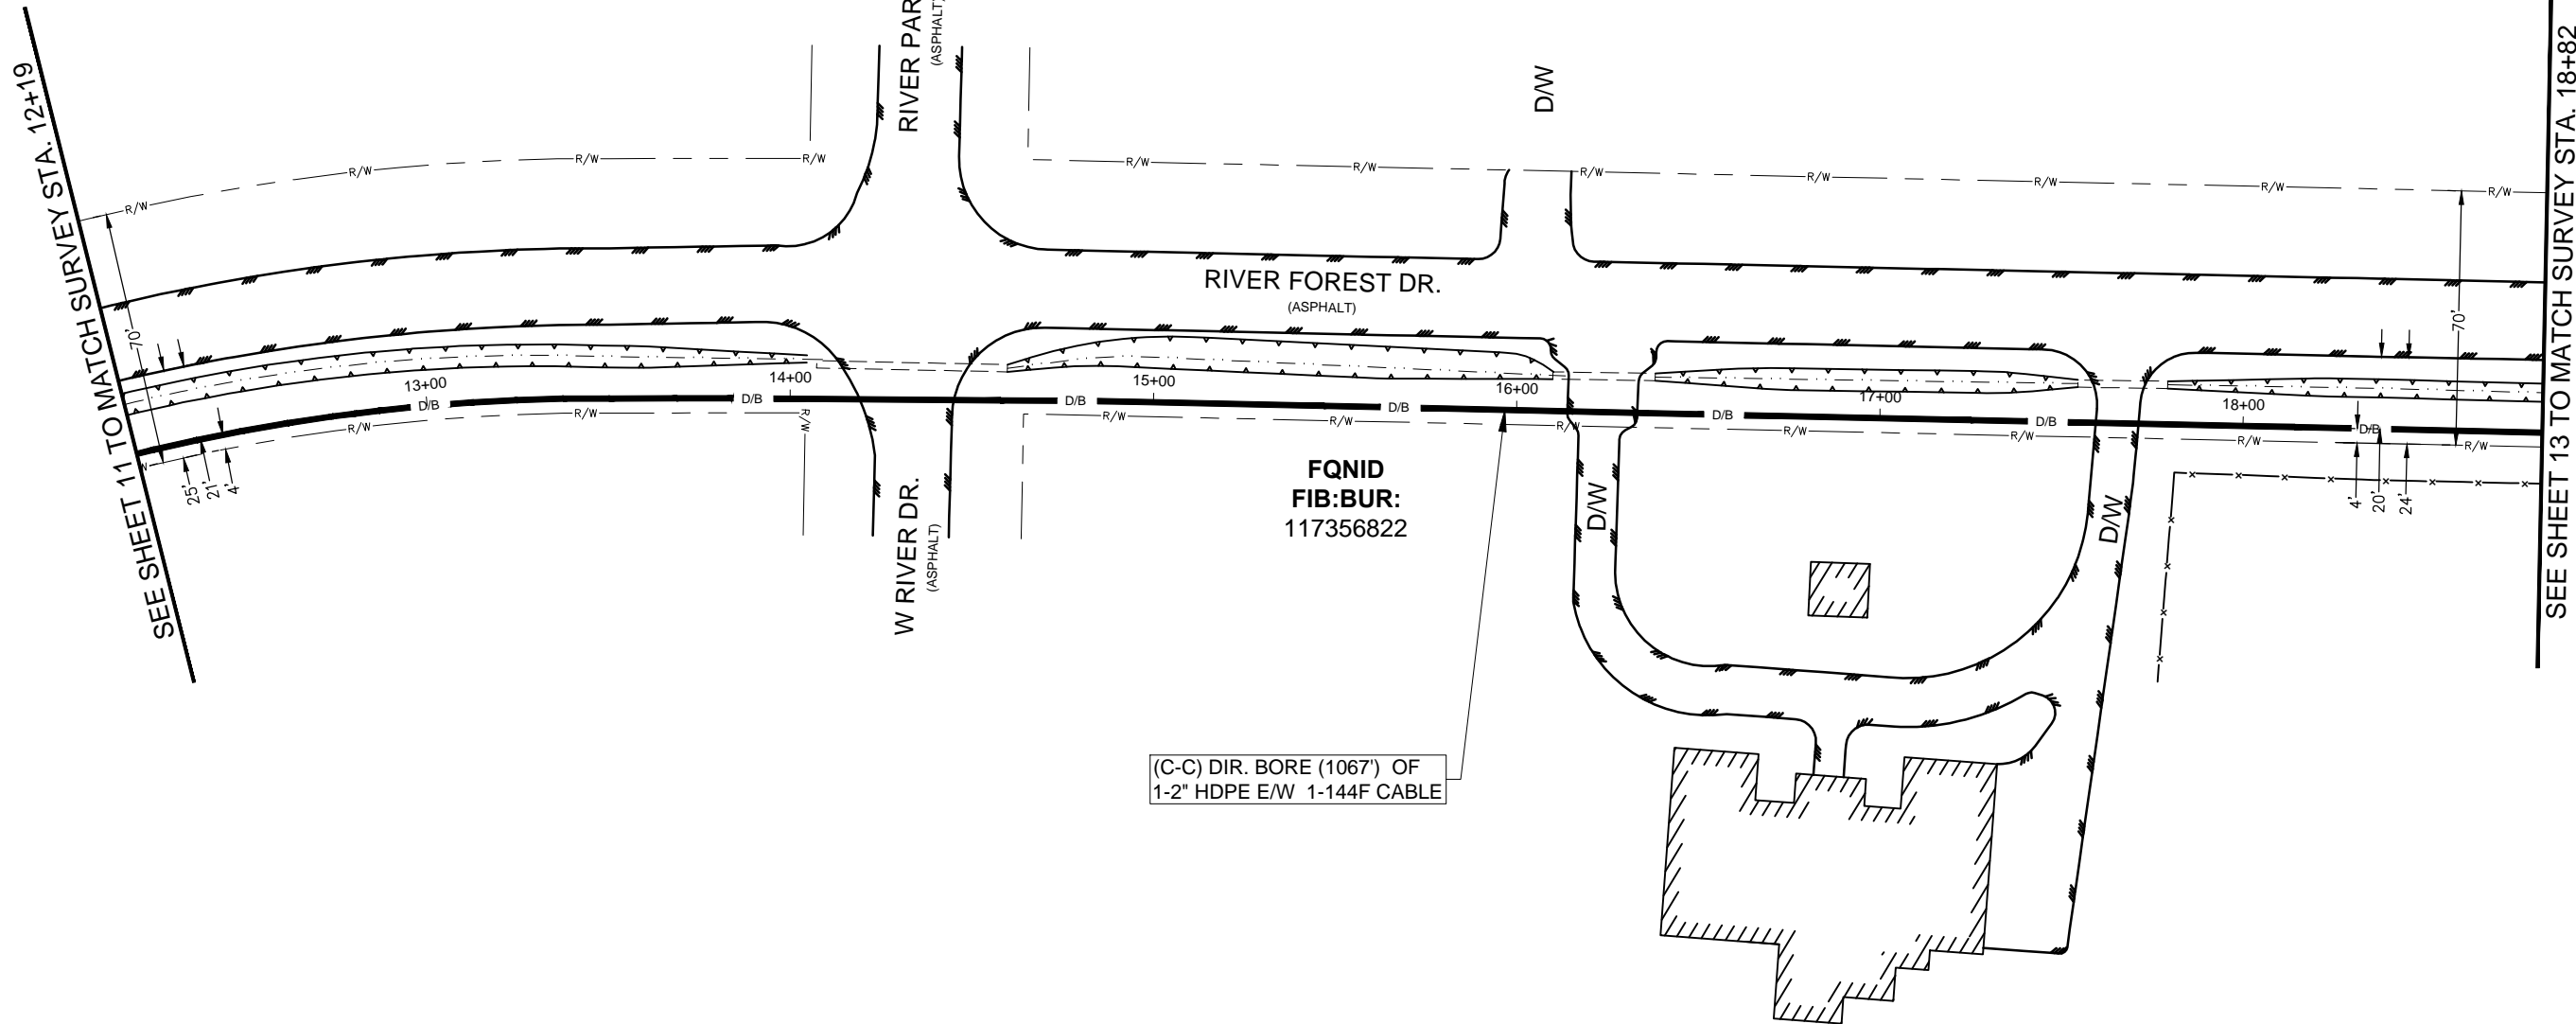 SEE SHEET 11 TO MATCH SURVEY STA. 12+19
RIVER PAR
(ASPHALT)
D/W
SEE SHEET 13 TO MATCH SURVEY STA. 18+82
R/W
R/W
R/W
R/W
R/W
R/W
R/W
R/W
R/W
R/W
R/W
70'
70'
RIVER FOREST DR.
(ASPHALT)
13+00
14+00
15+00
16+00
17+00
18+00
D/B
D/B
D/B
D/B
D/B
D/B
D/B
R/W
R/W
R/W
R/W
R/W
R/W
R/W
R/W
R/W
R/W
R/W
25'
21'
4'
4'
20'
24'
W RIVER DR.
(ASPHALT)
FQNID
FIB:BUR:
117356822
D/W
D/W
(C-C) DIR. BORE (1067') OF
1-2" HDPE E/W 1-144F CABLE